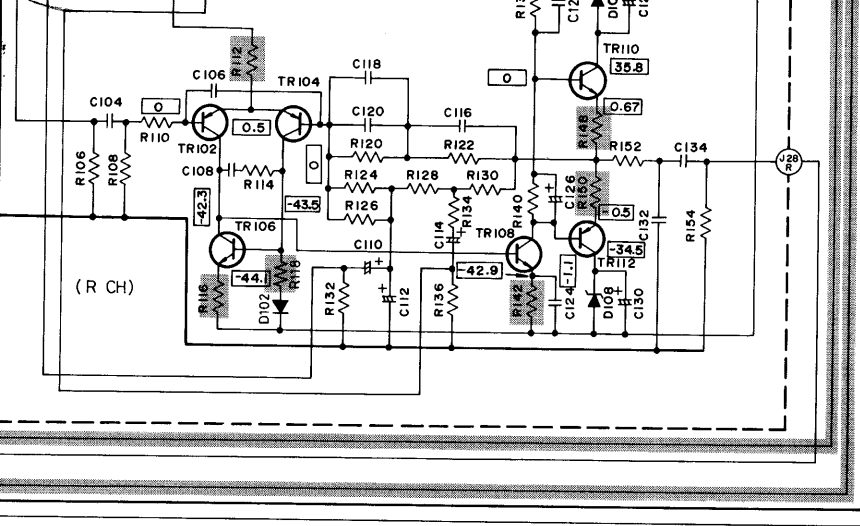 C12
D10
C12
TR110
35.8
R112
C106
TR104
C118
0
C104
0
R110
0.5
C120
C116
0.67
R148
TR102
R120
R122
R152
C134
J28
R
R106
R108
C108
R114
0
R124
R128
R130
R150
-42.3
-43.5
R126
R134
R140
C126
-0.5
C132
R154
TR106
C110
C114
TR108
-34.5
TR112
-44.1
R118
-42.9
-1.1
(R CH)
R116
D102
R132
C112
R136
R142
C124
D108
C130